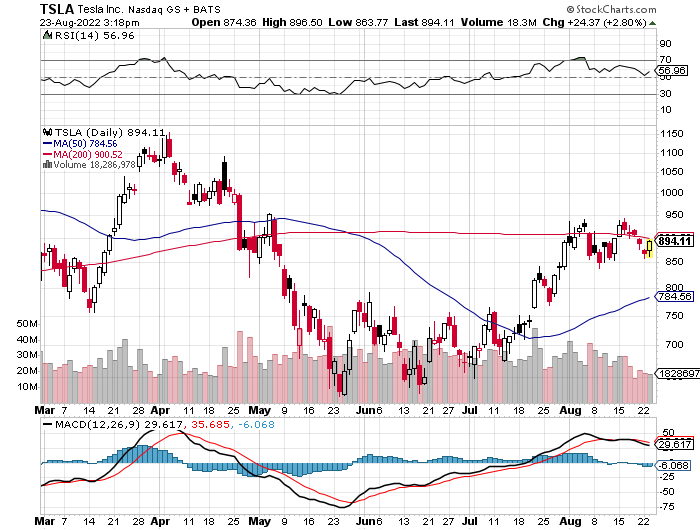 TSLA Tesla Inc. Nasdaq GS + BATS © StockCharts.com
23-Aug-2022 3:18pm Open 874.36 High 896.50 Low 863.77 Last 894.11 Volume 18.3M Chg +24.37 (+2.80%)
RSI(14) 56.96
90
70
56.96
50
30
10
TSLA (Daily) 894.11
MA(50) 784.56
MA(200) 900.52
Volume 18,286,978
1150
1100
1050
1000
950
894.11
850
800
784.56
750
700
650
600
50M
40M
30M
20M
10M
1828697
Mar 7 14 21 28 Apr 11 18 25 May 9 16 23 Jun 6 13 21 27 Jul 11 18 25 Aug 8 15 22
MACD(12,26,9) 29.617, 35.685, -6.068
50
29.617
-6.068
-25
-50
-75
Mar 7 14 21 28 Apr 11 18 25 May 9 16 23 Jun 6 13 21 27 Jul 11 18 25 Aug 8 15 22